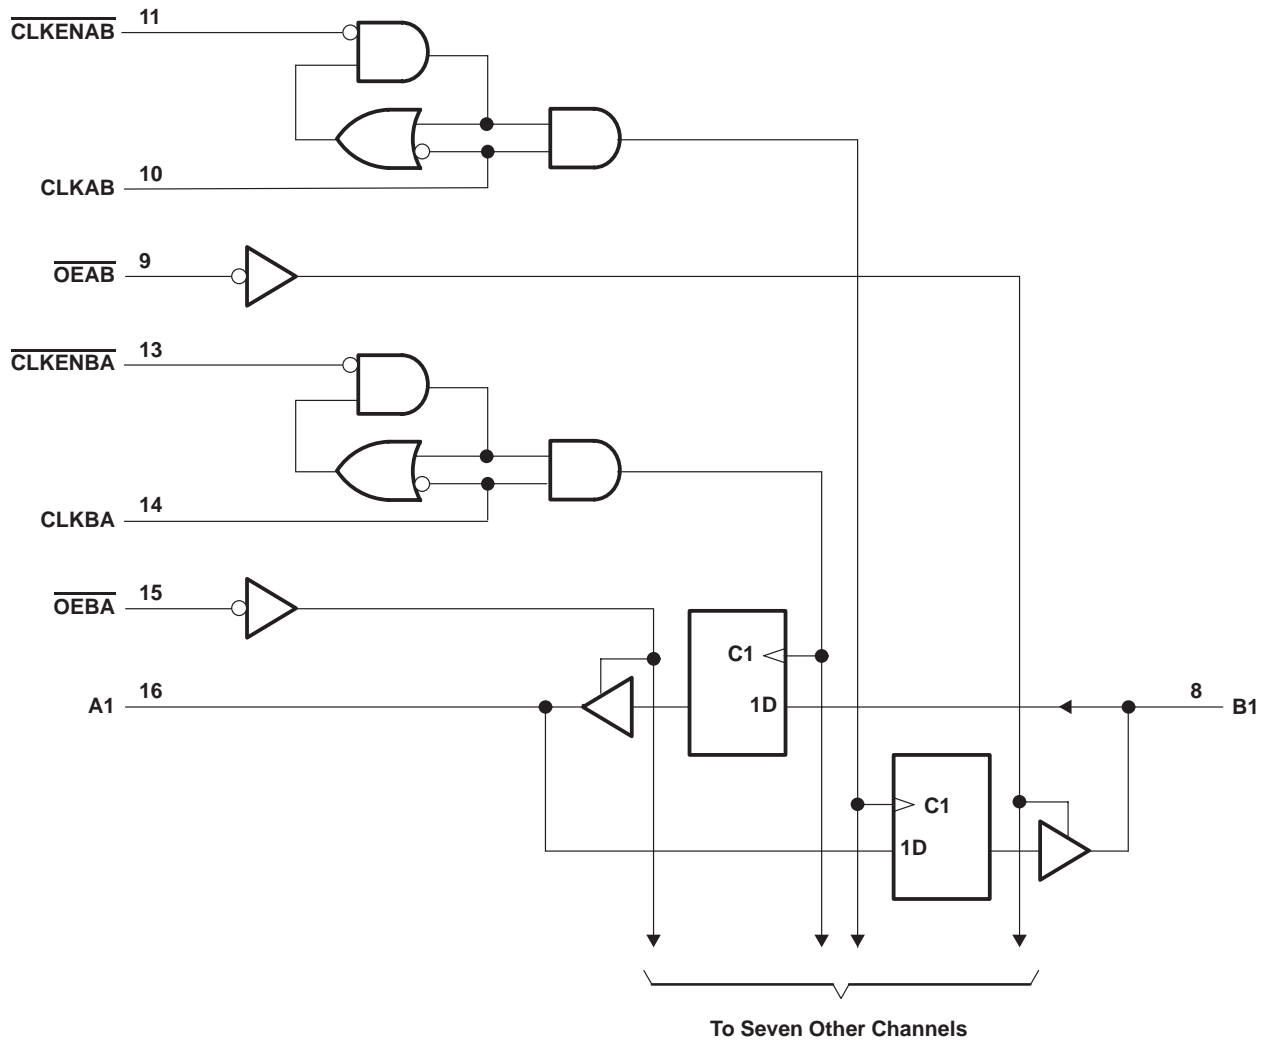 CLKENAB 11
CLKAB 10
OEAB 9
CLKENBA 13
CLKBA 14
OEBA 15
C1
A1 16
1D
8 B1
C1
1D
To Seven Other Channels